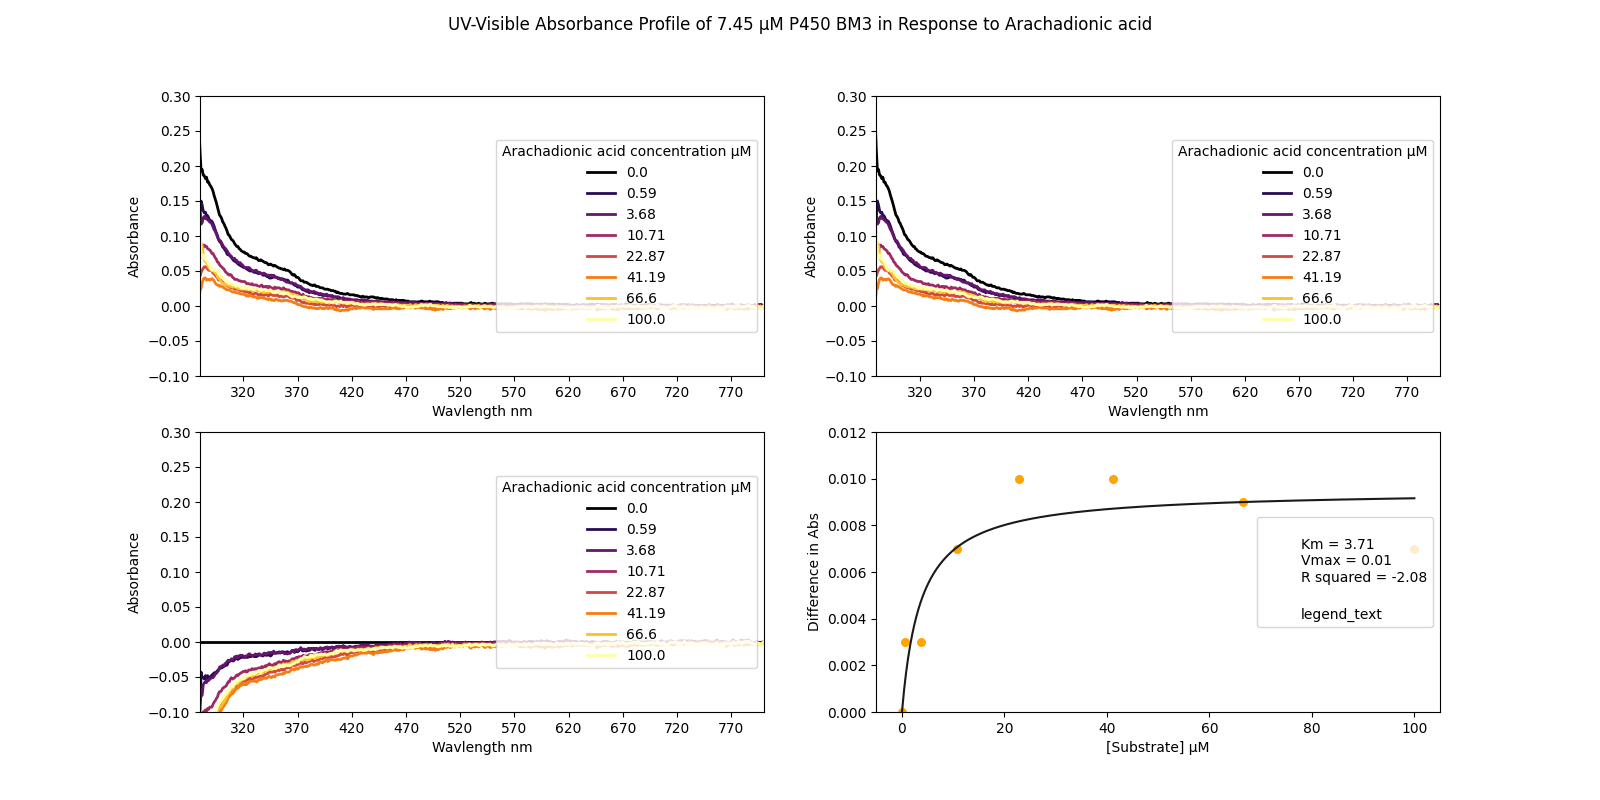 UV-Visible Absorbance Profile of 7.45 µM P450 BM3 in Response to Arachadionic acid
0.30
0.25
0.20
0.15
0.10
0.05
0.00
−0.05
−0.10
Absorbance
320 370 420 470 520 570 620 670 720 770
Wavlength nm
Arachadionic acid concentration µM
0.0
0.59
3.68
10.71
22.87
41.19
66.6
100.0
0.30
0.25
0.20
0.15
0.10
0.05
0.00
−0.05
−0.10
Absorbance
320 370 420 470 520 570 620 670 720 770
Wavlength nm
Arachadionic acid concentration µM
0.0
0.59
3.68
10.71
22.87
41.19
66.6
100.0
0.30
0.25
0.20
0.15
0.10
0.05
0.00
−0.05
−0.10
Absorbance
320 370 420 470 520 570 620 670 720 770
Wavlength nm
Arachadionic acid concentration µM
0.0
0.59
3.68
10.71
22.87
41.19
66.6
100.0
0.012
0.010
0.008
0.006
0.004
0.002
0.000
Difference in Abs
0 20 40 60 80 100
[Substrate] µM
Km = 3.71
Vmax = 0.01
R squared = -2.08
legend_text